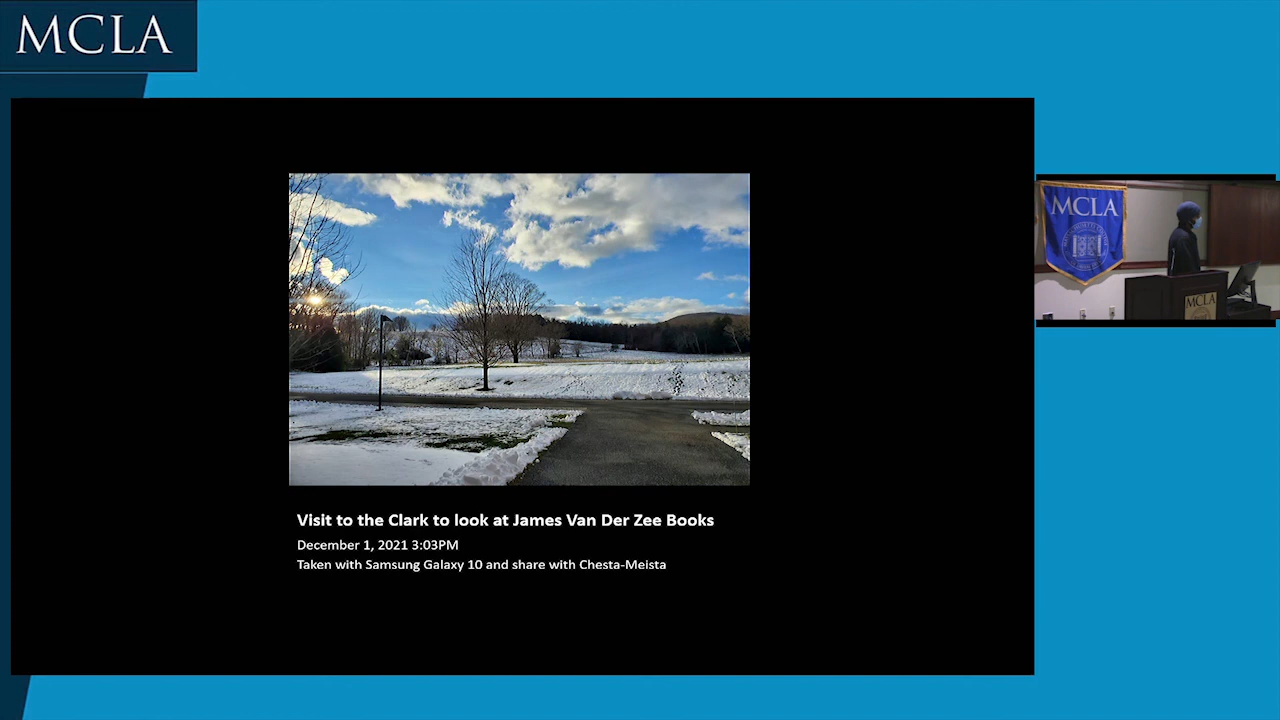 MCLA
MCLA
MCLA
Visit to the Clark to look at James Van Der Zee Books
December 1, 2021 3:03PM
Taken with Samsung Galaxy 10 and share with Chesta-Meista